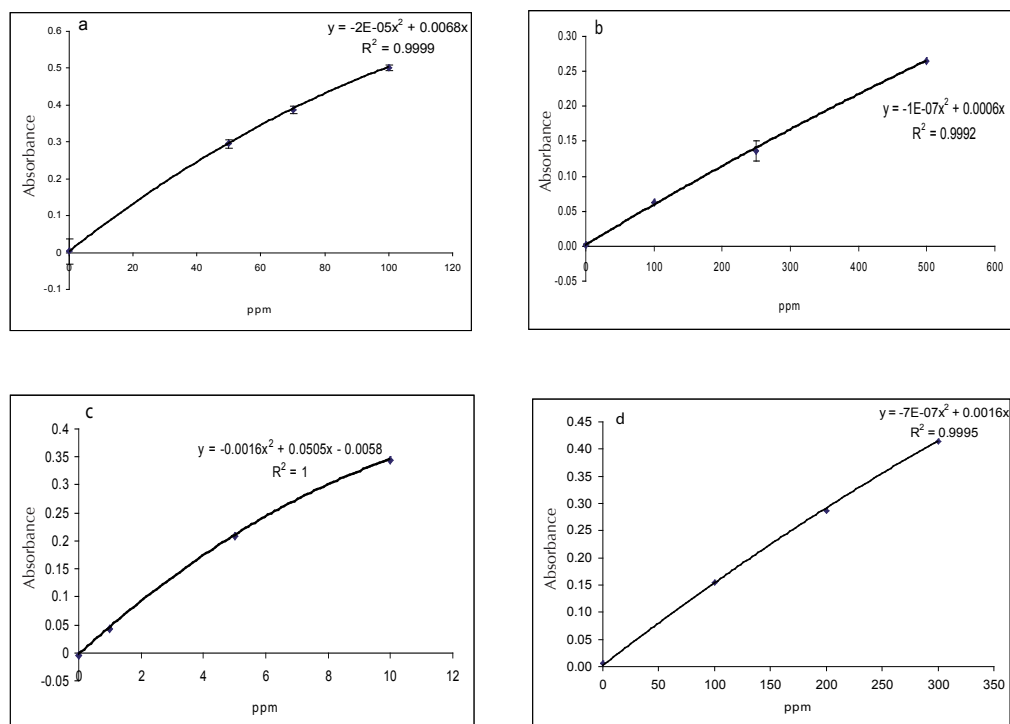 a
y = -2E-05x² + 0.0068x
R² = 0.9999
0.6
0.5
0.4
0.3
0.2
0.1
0
-0.1
0 20 40 60 80 100 120
Absorbance
ppm
b
0.30
0.25
0.20
0.15
0.10
0.05
0.00
-0.05
y = -1E-07x² + 0.0006x
R² = 0.9992
0 100 200 300 400 500 600
Absorbance
ppm
c
y = -0.0016x² + 0.0505x - 0.0058
R² = 1
0.4
0.35
0.3
0.25
0.2
0.15
0.1
0.05
0
-0.05
0 2 4 6 8 10 12
Absorbance
ppm
d
y = -7E-07x² + 0.0016x
R² = 0.9995
0.45
0.40
0.35
0.30
0.25
0.20
0.15
0.10
0.05
0.00
0 50 100 150 200 250 300 350
Absorbance
ppm